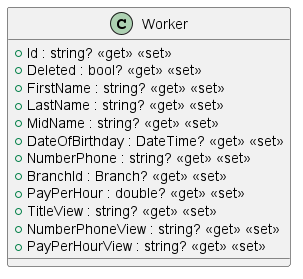 C Worker
Id : string? «get» «set»
Deleted : bool? «get» «set»
FirstName : string? «get» «set»
LastName : string? «get» «set»
MidName : string? «get» «set»
DateOfBirthday : DateTime? «get» «set»
NumberPhone : string? «get» «set»
BranchId : Branch? «get» «set»
PayPerHour : double? «get» «set»
TitleView : string? «get» «set»
NumberPhoneView : string? «get» «set»
PayPerHourView : string? «get» «set»